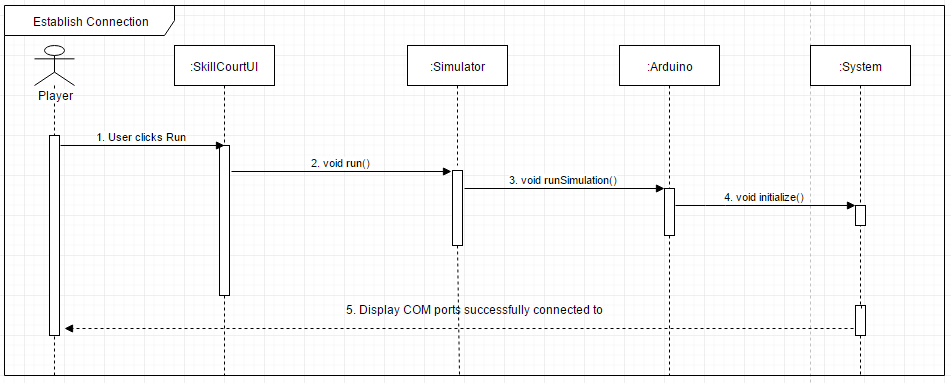 Establish Connection
:SkillCourtUI
:Simulator
:Arduino
:System
Player
1. User clicks Run
2. void run()
3. void runSimulation()
4. void initialize()
5. Display COM ports successfully connected to